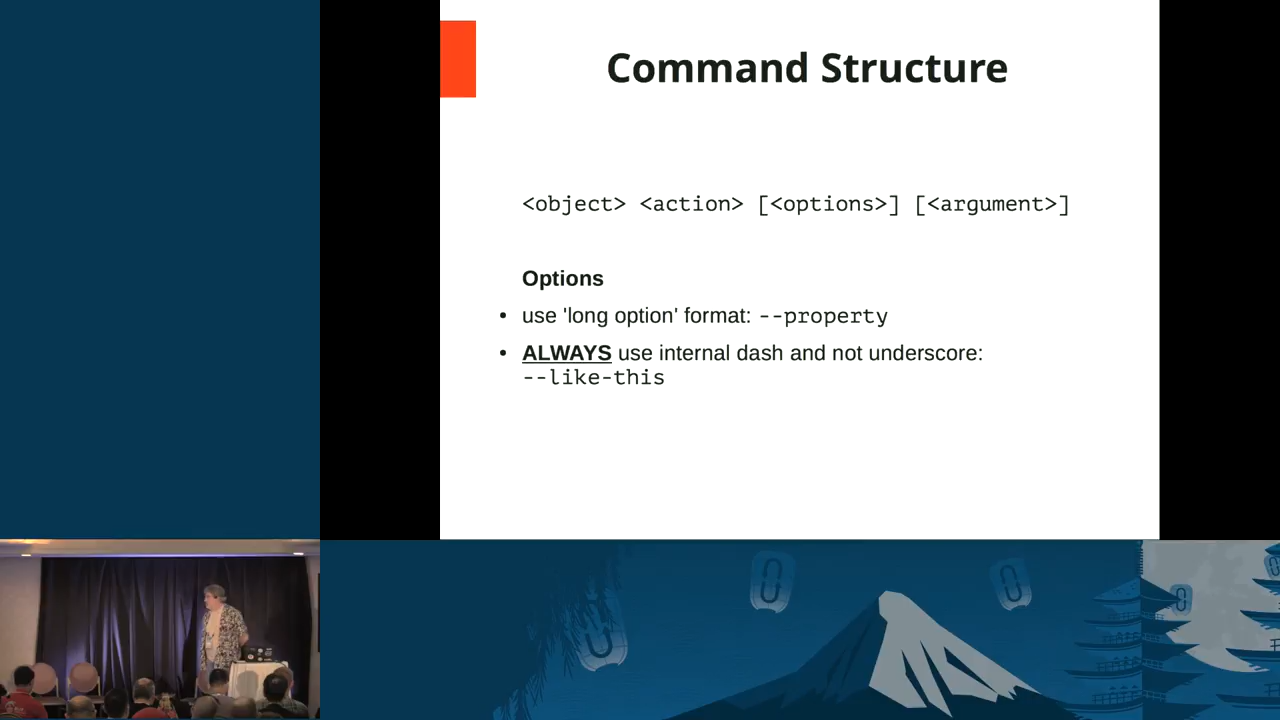 Command Structure
<object> <action> [<options>] [<argument>]
Options
• use 'long option' format: --property
• ALWAYS use internal dash and not underscore:
--like-this